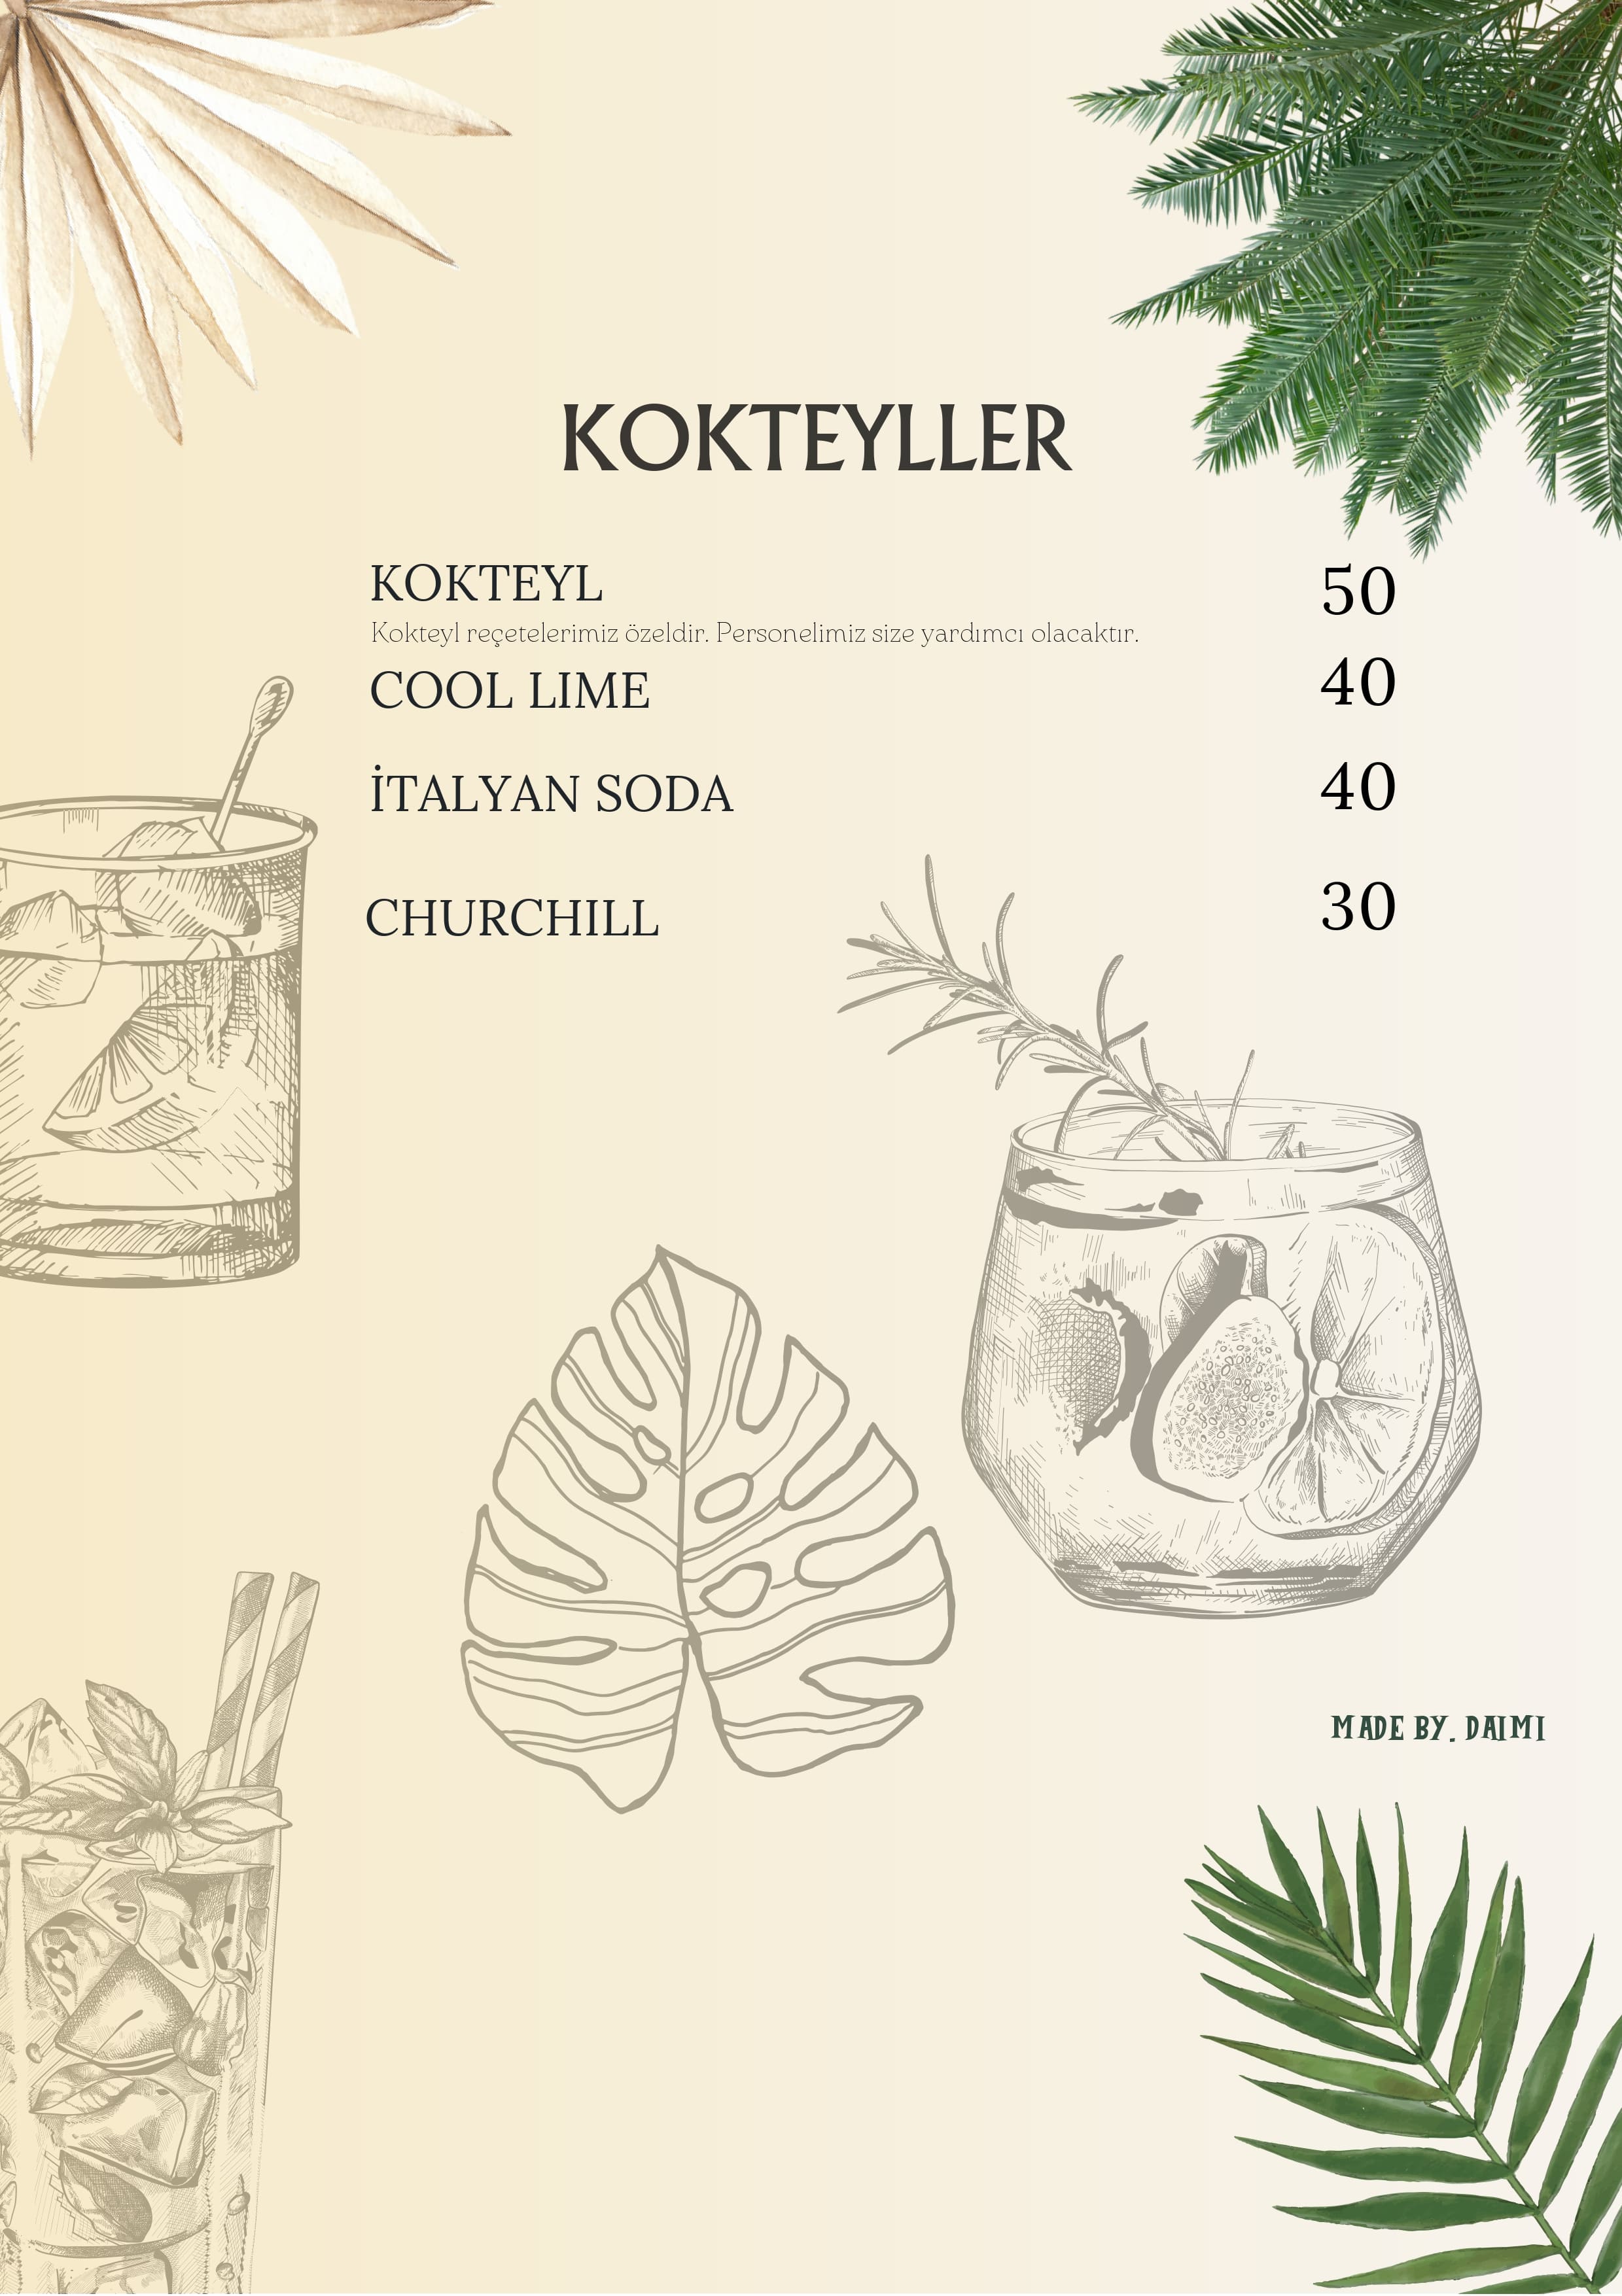 KOKTEYLLER
KOKTEYL 50
Kokteyl reçetelerimiz özeldir. Personelimiz size yardımcı olacaktır.
COOL LIME 40
İTALYAN SODA 40
CHURCHILL 30
MADE BY. DAIMI